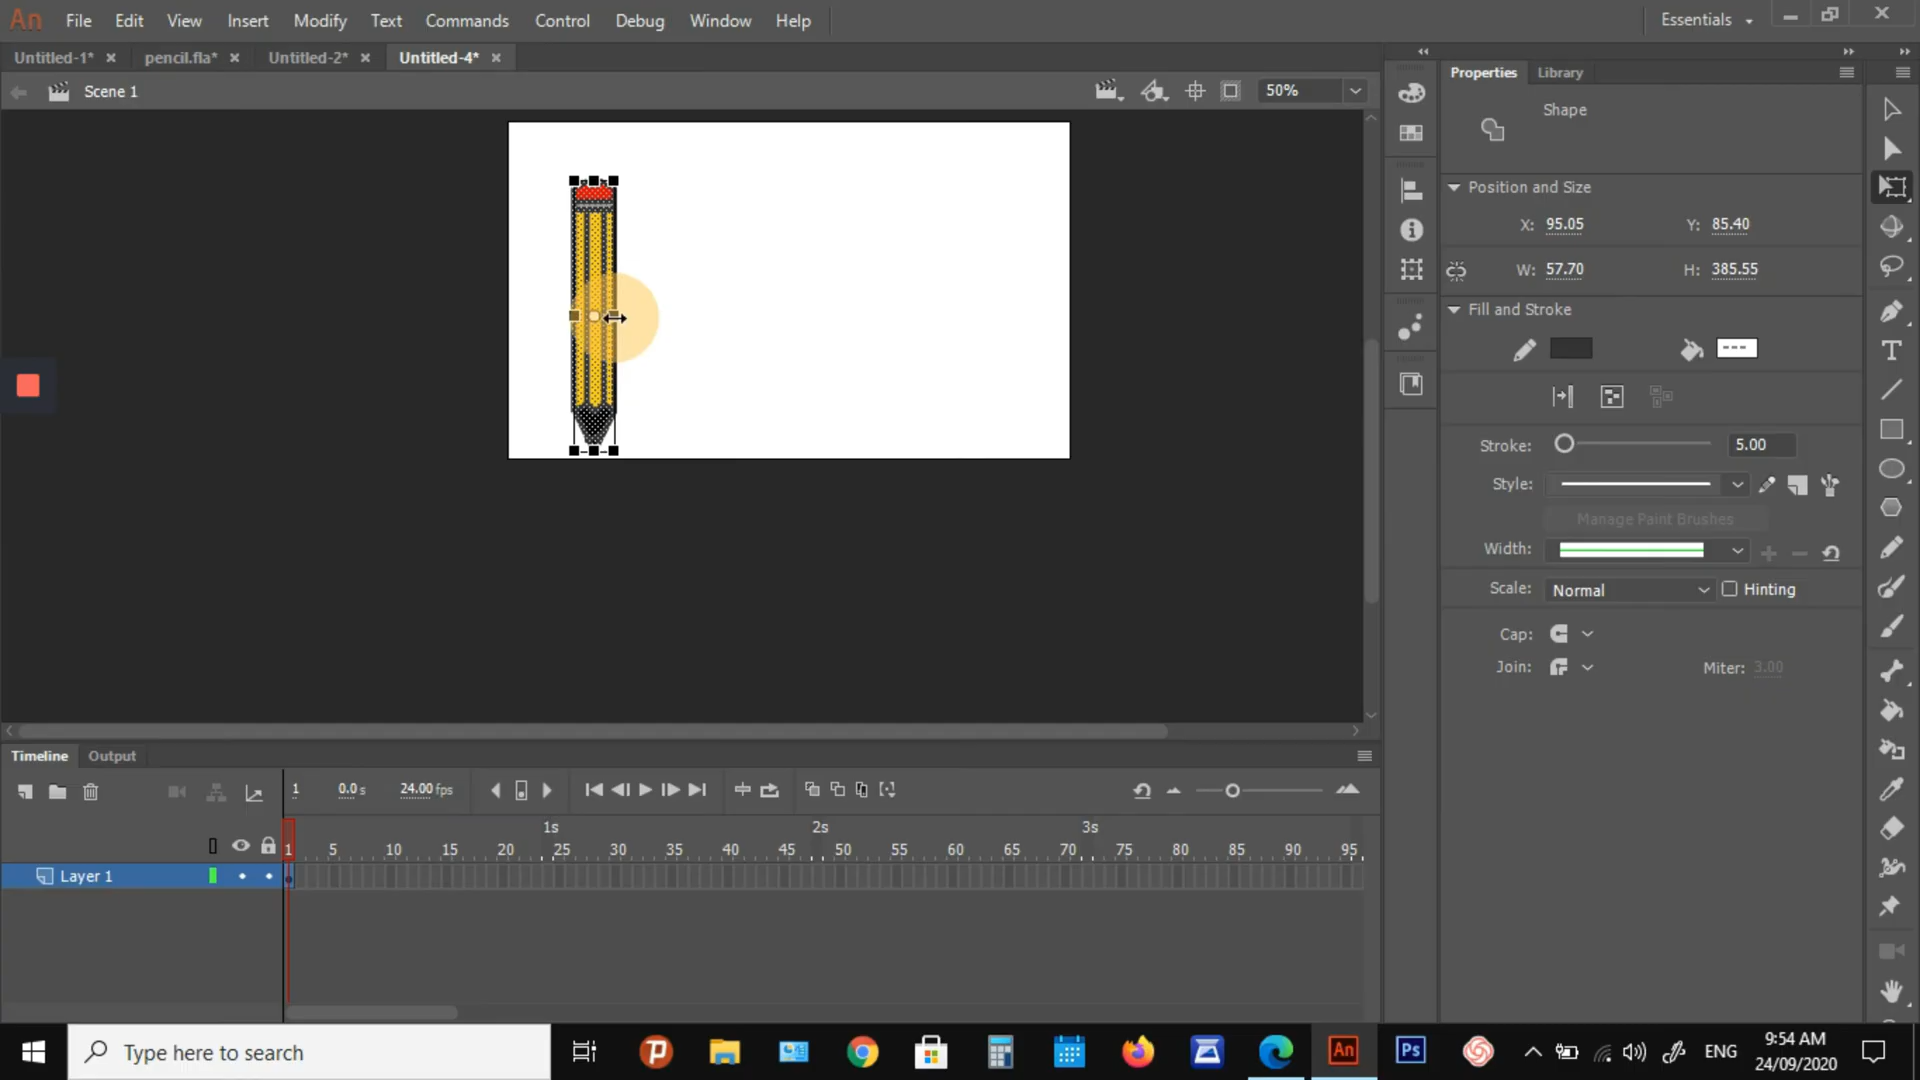 An File Edit View Insert Modify Text Commands Control Debug Window Help Essentials
Untitled-1* pencil.fla* Untitled-2* Untitled-4*
Scene 1 50%
Properties Library
Shape
Position and Size
X: 95.05 Y: 85.40
W: 57.70 H: 385.55
Fill and Stroke
Stroke: 5.00
Style:
Manage Paint Brushes
Width:
Scale: Normal Hinting
Cap:
Join: Miter: 3.00
Timeline Output
1 0.0 s 24.00 fps
1s 2s 3s
1 5 10 15 20 25 30 35 40 45 50 55 60 65 70 75 80 85 90 95
Layer 1
Type here to search
An Ps ENG
9:54 AM
24/09/2020